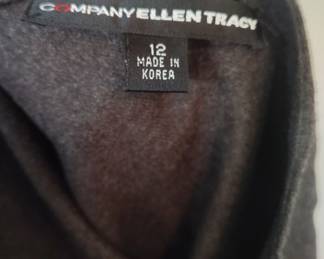 COMPANY ELLEN TRACY
12
MADE IN
KOREA